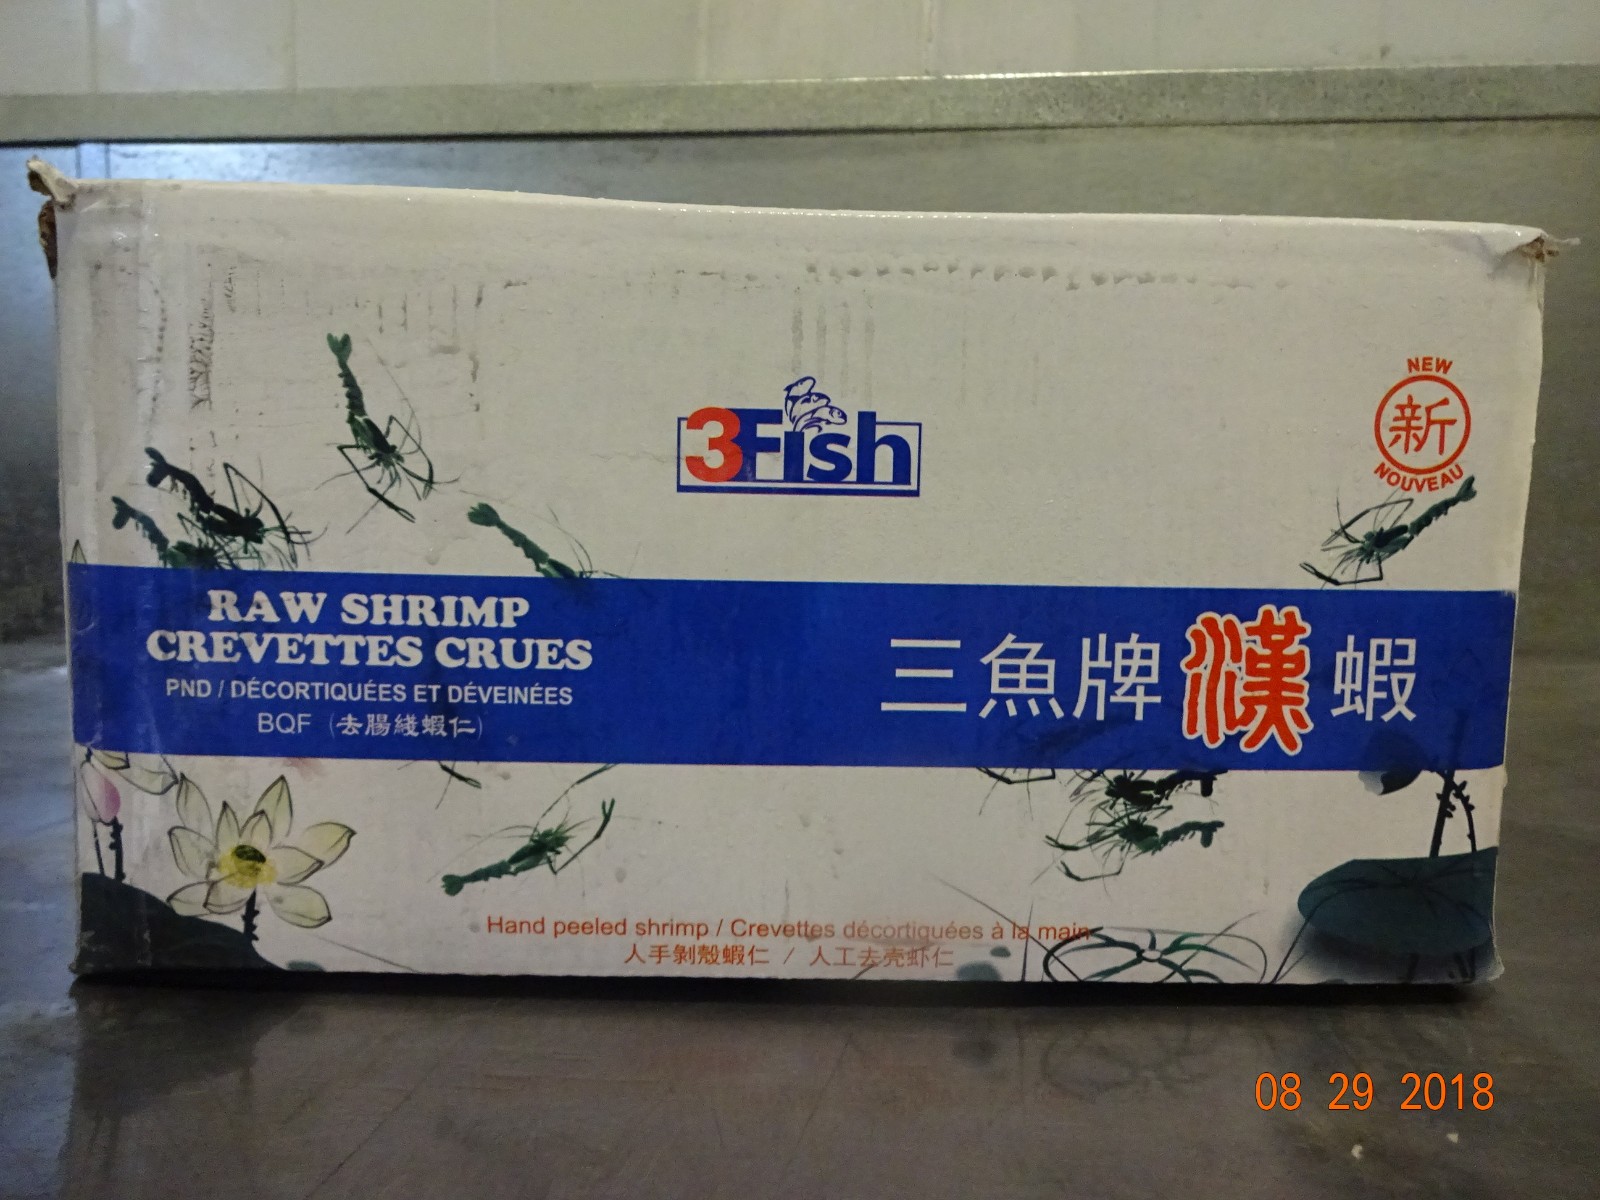 3Fish
NEW
新
NOUVEAU
RAW SHRIMP
CREVETTES CRUES
PND / DÉCORTIQUÉES ET DÉVEINÉES
BQF (去腸綫蝦仁)
三魚牌漢蝦
Hand peeled shrimp / Crevettes décortiquées à la main
人手剝殼蝦仁 / 人工去壳虾仁
08 29 2018